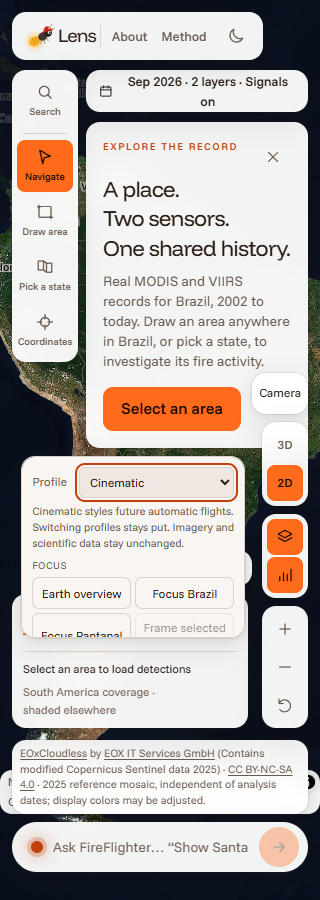 Lens
About
Method
Sep 2026 · 2 layers · Signals
on
Search
Navigate
Draw area
Pick a state
Coordinates
EXPLORE THE RECORD
A place.
Two sensors.
One shared history.
Real MODIS and VIIRS
records for Brazil, 2002 to
today. Draw an area anywhere
in Brazil, or pick a state, to
investigate its fire activity.
Select an area
Camera
3D
2D
Profile
Cinematic
Cinematic styles future automatic flights.
Switching profiles stays put. Imagery and
scientific data stay unchanged.
FOCUS
Earth overview
Focus Brazil
Focus Pantanal
Frame selected
Select an area to load detections
South America coverage ·
shaded elsewhere
EOxCloudless by EOX IT Services GmbH (Contains
modified Copernicus Sentinel data 2025) · CC BY-NC-SA
4.0 · 2025 reference mosaic, independent of analysis
dates; display colors may be adjusted.
Ask FireFighter... “Show Santa